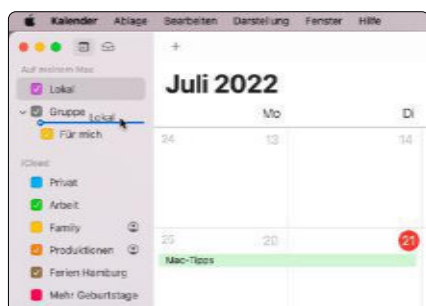 Kalender Ablage Bearbeiten Darstellung Fenster Hilfe
Auf meinem Mac
Lokal
Gruppe Lokal
Für mich
iCloud
Privat
Arbeit
Family
Produktionen
Ferien Hamburg
Mehr Geburtstage
Juli 2022
Mo Di
24 13 14
25 20 21
Mac-Tipps